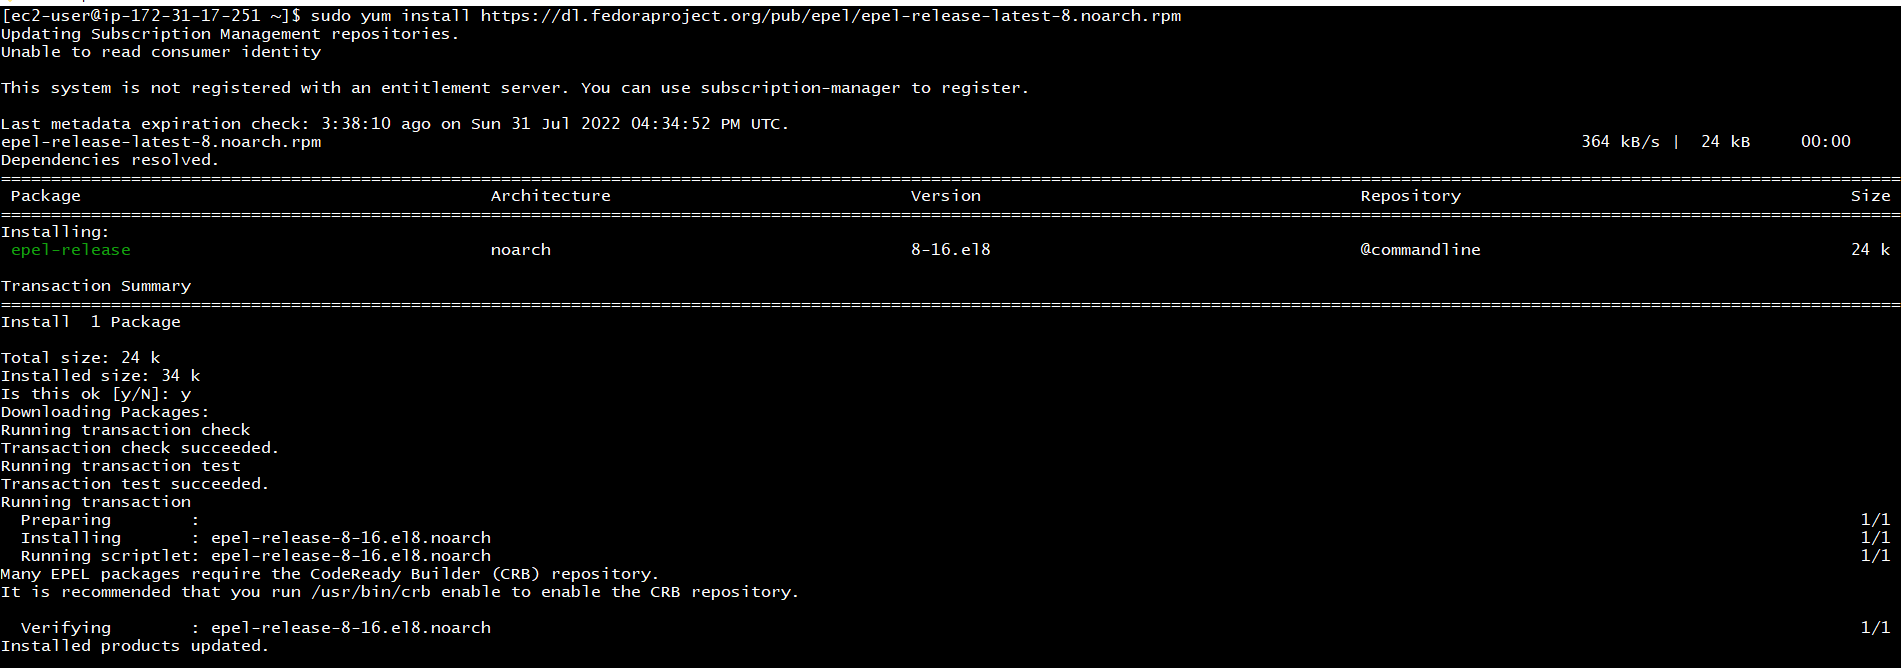 [ec2-user@ip-172-31-17-251 ~]$ sudo yum install https://dl.fedoraproject.org/pub/epel/epel-release-latest-8.noarch.rpm
Updating Subscription Management repositories.
Unable to read consumer identity
This system is not registered with an entitlement server. You can use subscription-manager to register.
Last metadata expiration check: 3:38:10 ago on Sun 31 Jul 2022 04:34:52 PM UTC.
epel-release-latest-8.noarch.rpm 364 kB/s | 24 kB 00:00
Dependencies resolved.
Package Architecture Version Repository Size
Installing:
epel-release noarch 8-16.el8 @commandline 24 k
Transaction Summary
Install 1 Package
Total size: 24 k
Installed size: 34 k
Is this ok [y/N]: y
Downloading Packages:
Running transaction check
Transaction check succeeded.
Running transaction test
Transaction test succeeded.
Running transaction
Preparing : 1/1
Installing : epel-release-8-16.el8.noarch 1/1
Running scriptlet: epel-release-8-16.el8.noarch 1/1
Many EPEL packages require the CodeReady Builder (CRB) repository.
It is recommended that you run /usr/bin/crb enable to enable the CRB repository.
Verifying : epel-release-8-16.el8.noarch 1/1
Installed products updated.